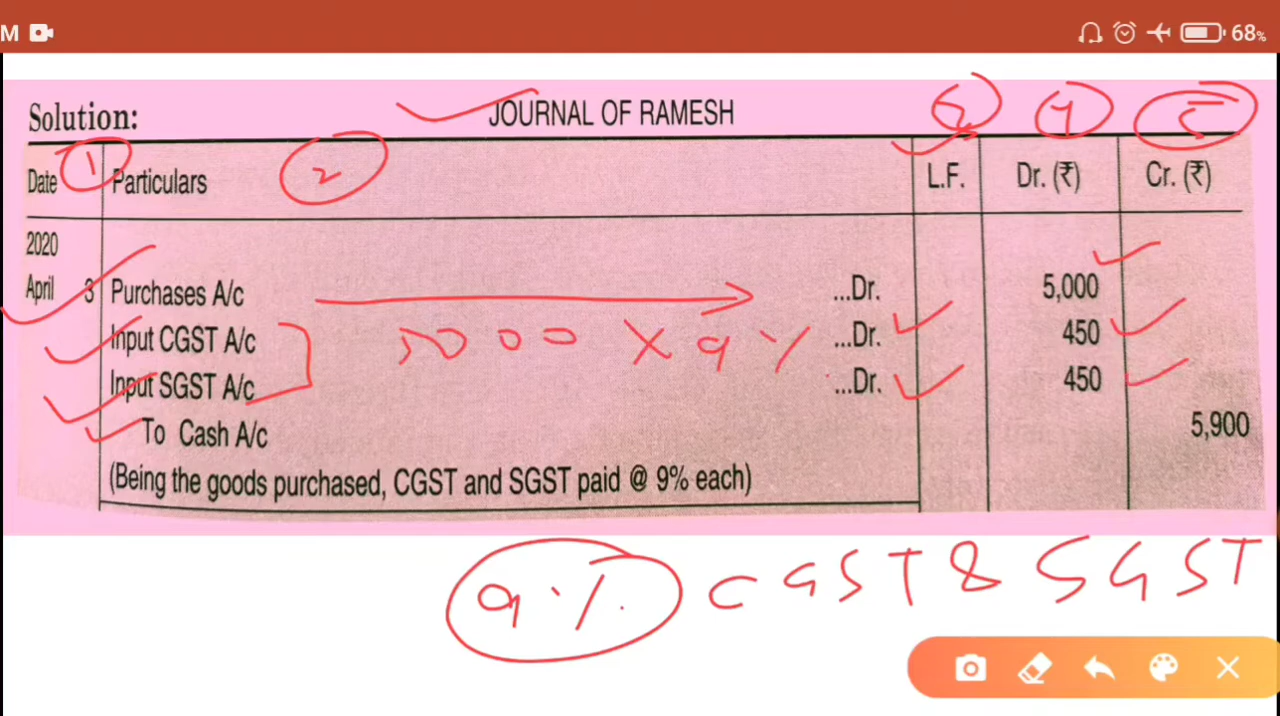 M 68%
Solution: JOURNAL OF RAMESH
1 2 4 5
Date Particulars L.F. Dr. (₹) Cr. (₹)
2020
April 3 Purchases A/c ...Dr. 5,000
Input CGST A/c ...Dr. 450
5000 X 9%
Input SGST A/c ...Dr. 450
To Cash A/c 5,900
(Being the goods purchased, CGST and SGST paid @ 9% each)
9% CGST & SGST